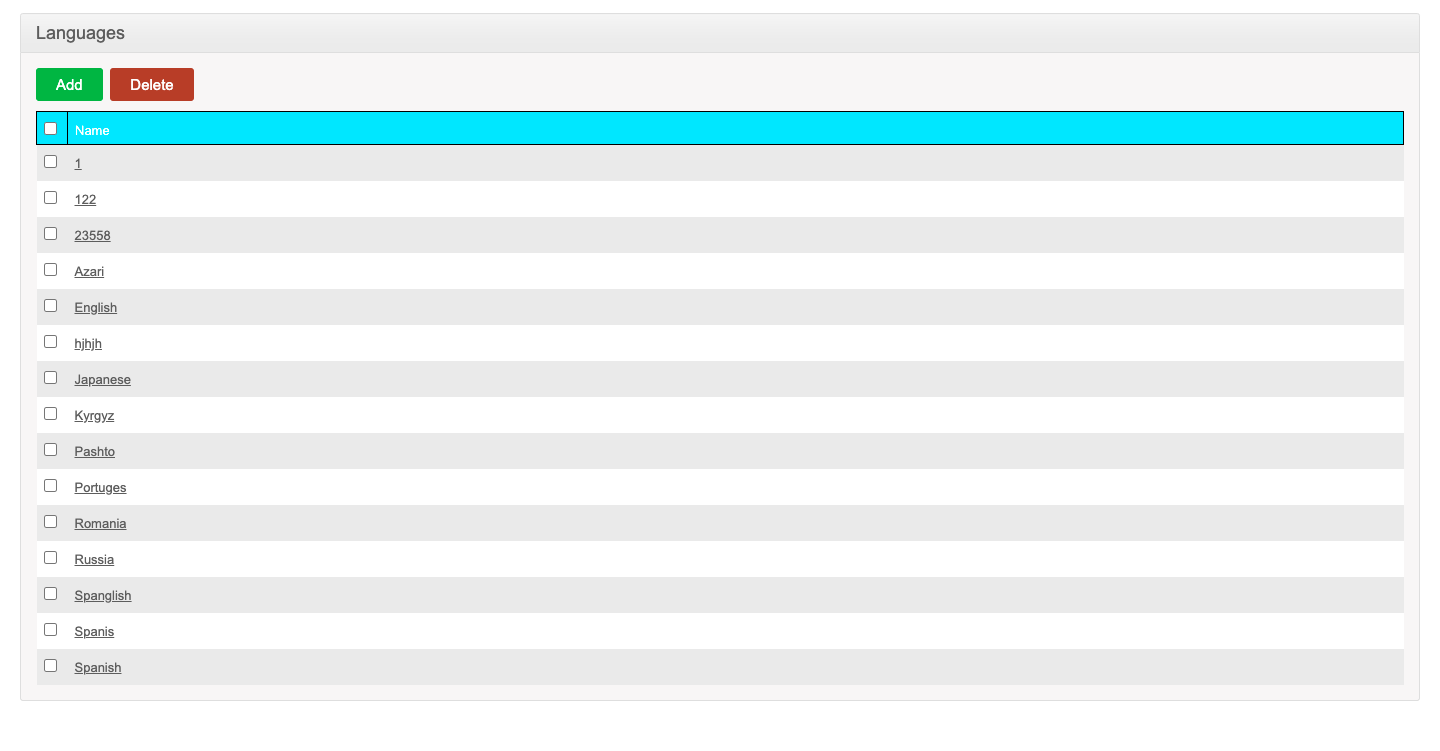 Languages
Add Delete
Name
1
122
23558
Azari
English
hjhjh
Japanese
Kyrgyz
Pashto
Portuges
Romania
Russia
Spanglish
Spanis
Spanish